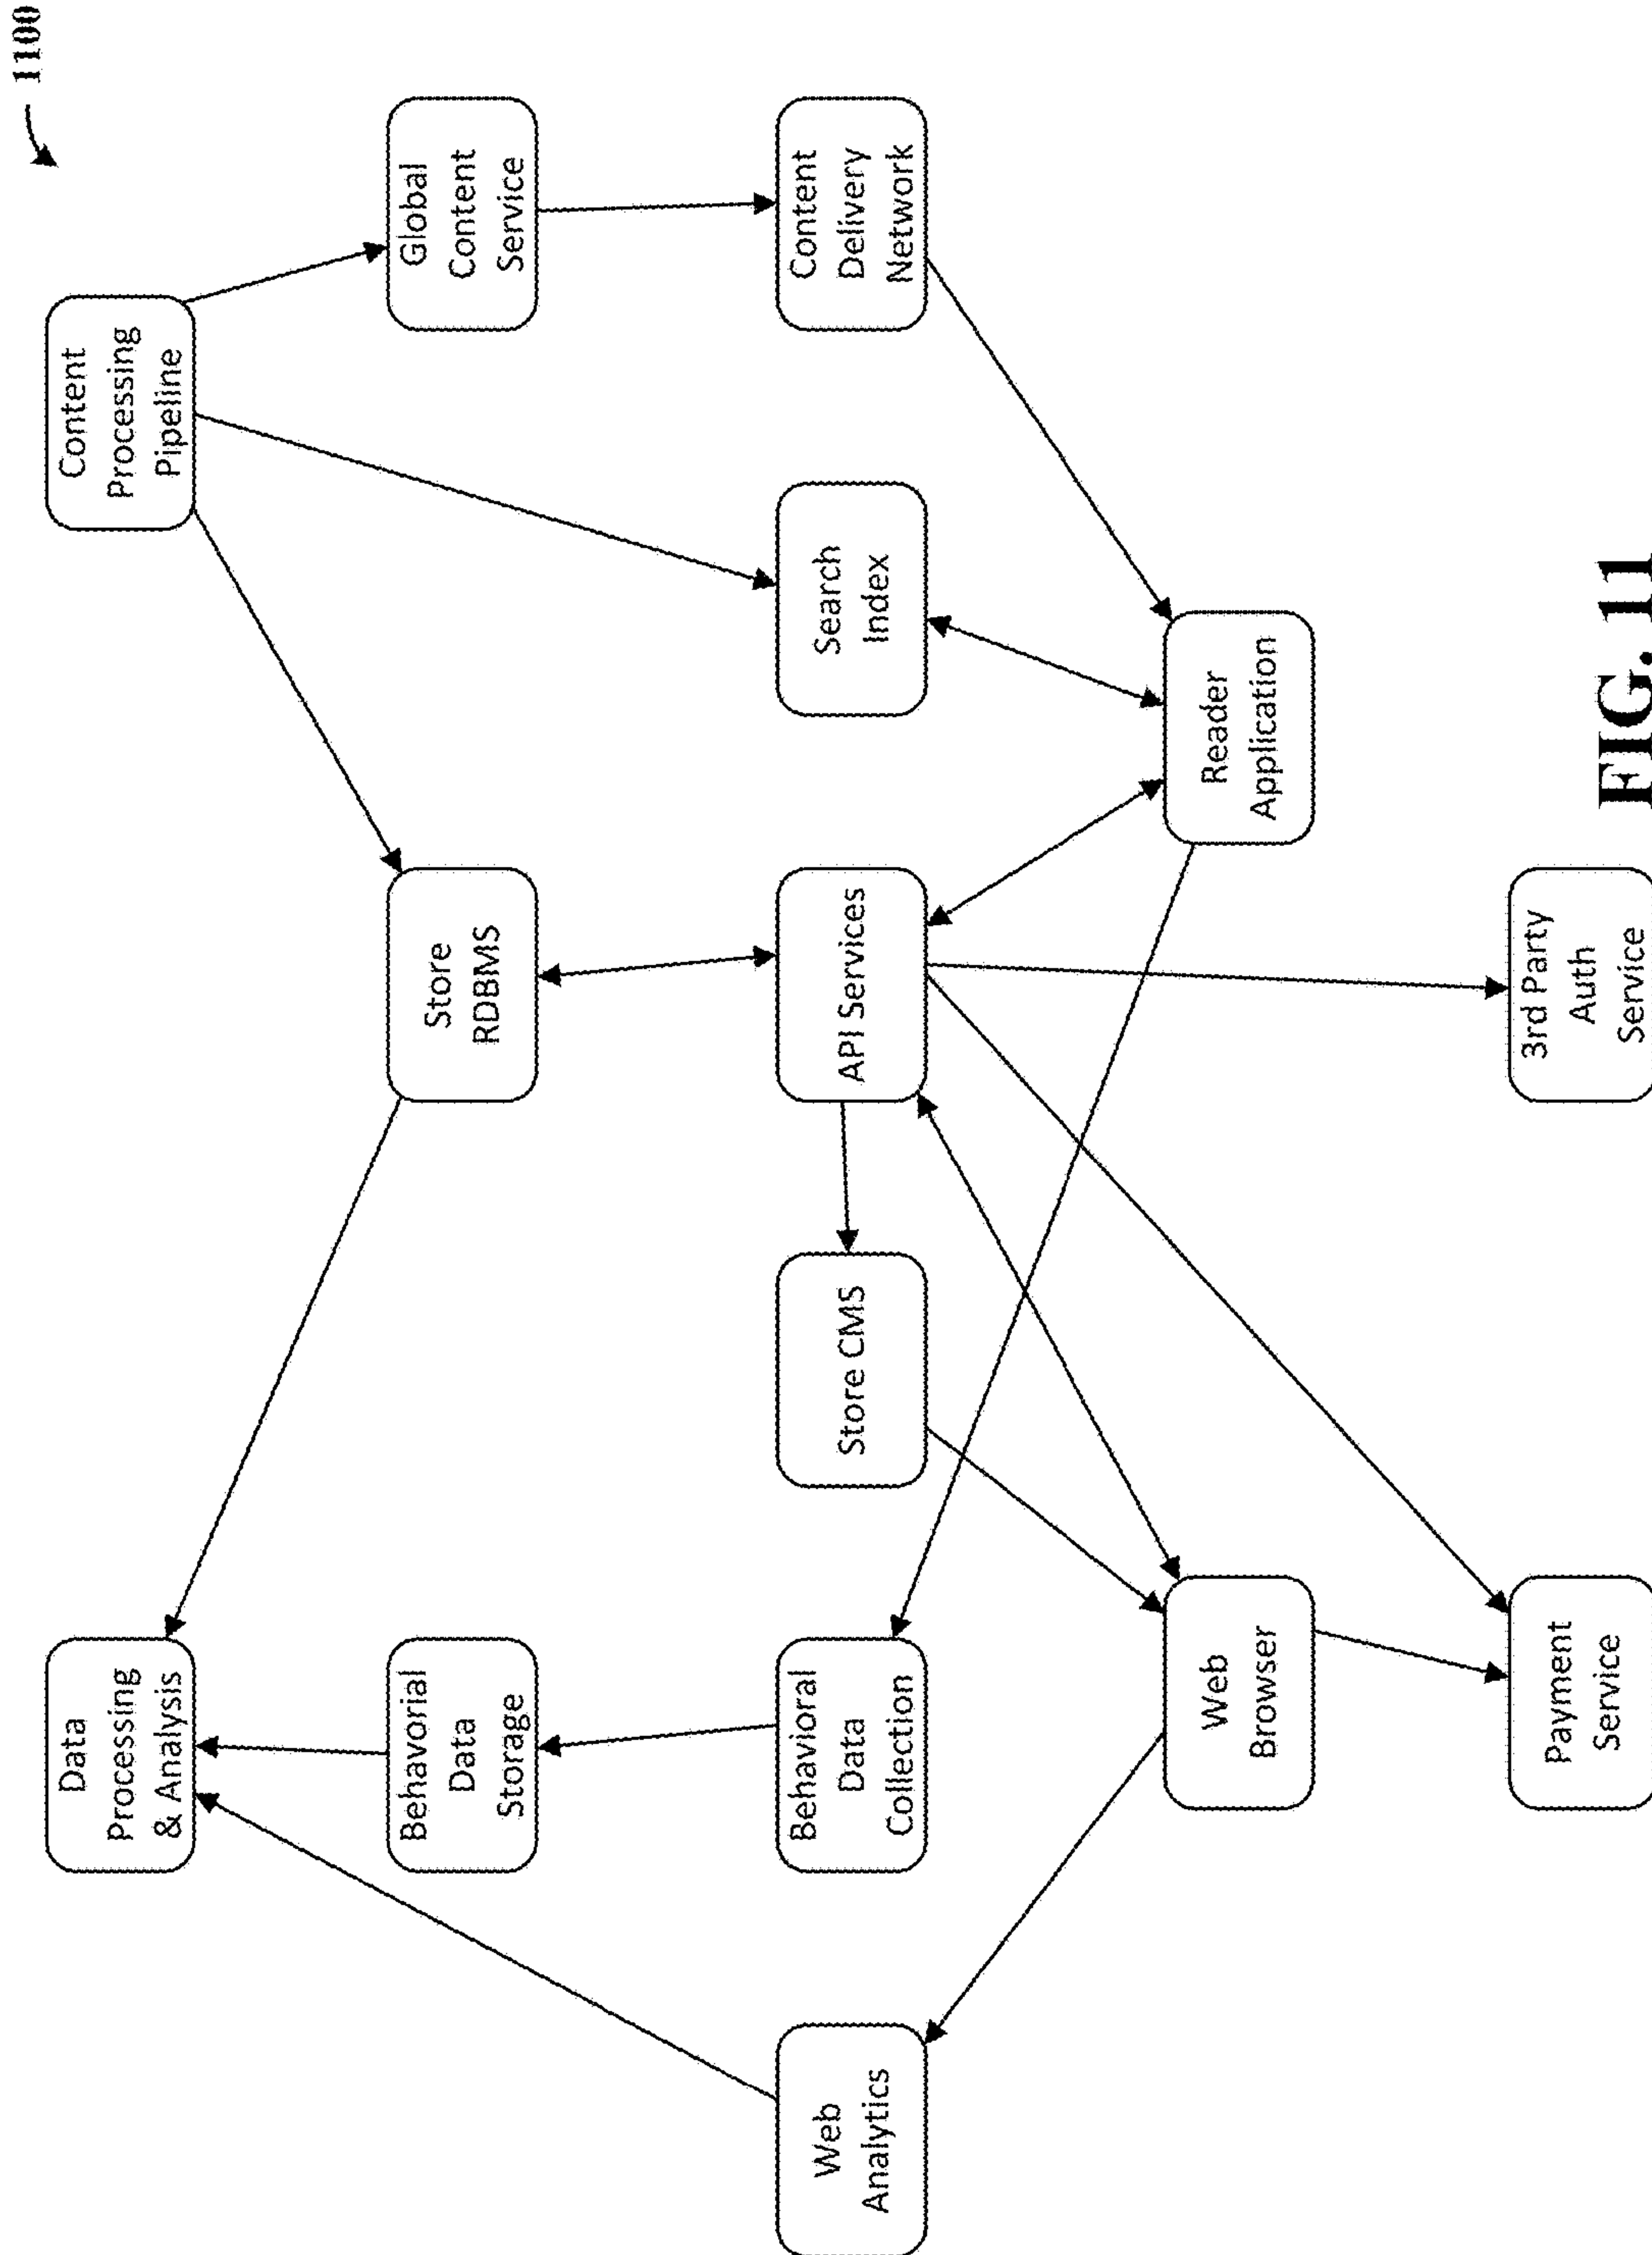 1100
Data
Processing
& Analysis
Content
Processing
Pipeline
Behavorial
Data
Storage
Store
RDBMS
Global
Content
Service
Web
Analytics
Behavioral
Data
Collection
Store CMS
API Services
Search
Index
Content
Delivery
Network
Web
Browser
Reader
Application
Payment
Service
3rd Party
Auth
Service
FIG. 11